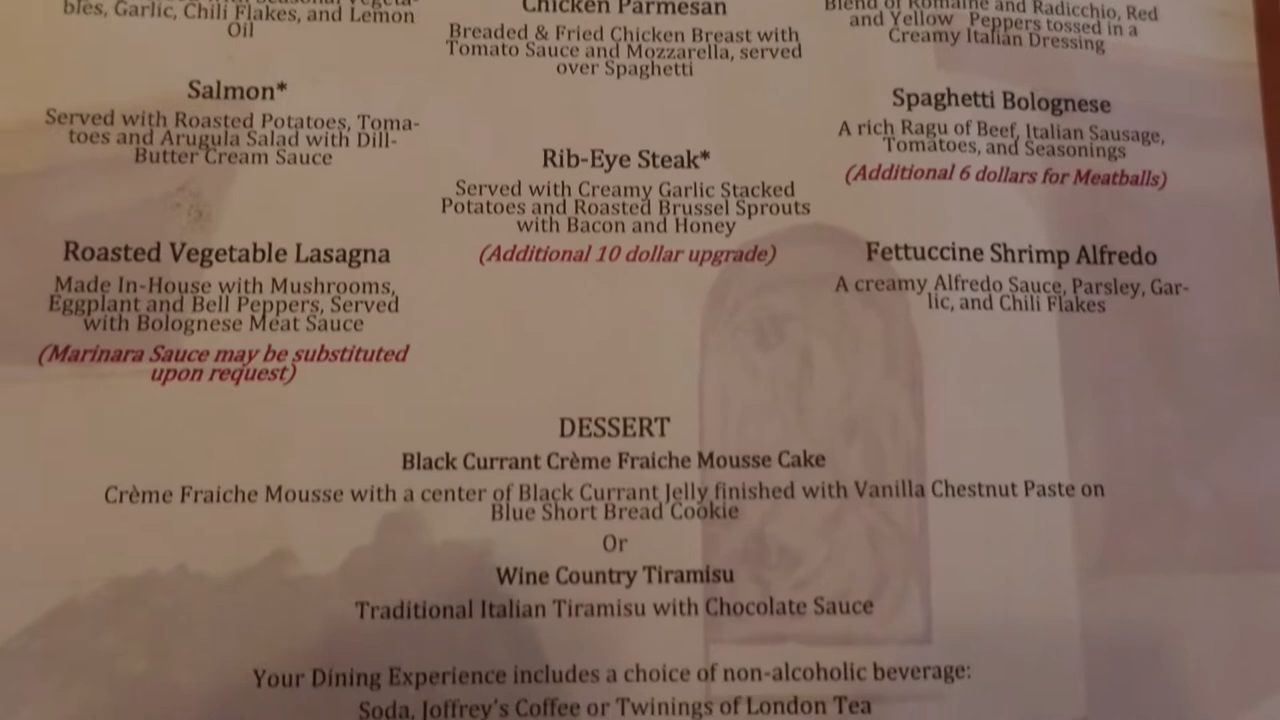 bles, Garlic, Chili Flakes, and Lemon
Oil
Salmon*
Served with Roasted Potatoes, Toma-
toes and Arugula Salad with Dill-
Butter Cream Sauce
Roasted Vegetable Lasagna
Made In-House with Mushrooms,
Eggplant and Bell Peppers, Served
with Bolognese Meat Sauce
(Marinara Sauce may be substituted
upon request)
Chicken Parmesan
Breaded & Fried Chicken Breast with
Tomato Sauce and Mozzarella, served
over Spaghetti
Rib-Eye Steak*
Served with Creamy Garlic Stacked
Potatoes and Roasted Brussel Sprouts
with Bacon and Honey
(Additional 10 dollar upgrade)
Blend of Romaine and Radicchio, Red
and Yellow Peppers tossed in a
Creamy Italian Dressing
Spaghetti Bolognese
A rich Ragu of Beef, Italian Sausage,
Tomatoes, and Seasonings
(Additional 6 dollars for Meatballs)
Fettuccine Shrimp Alfredo
A creamy Alfredo Sauce, Parsley, Gar-
lic, and Chili Flakes
DESSERT
Black Currant Crème Fraiche Mousse Cake
Crème Fraiche Mousse with a center of Black Currant Jelly finished with Vanilla Chestnut Paste on
Blue Short Bread Cookie
Or
Wine Country Tiramisu
Traditional Italian Tiramisu with Chocolate Sauce
Your Dining Experience includes a choice of non-alcoholic beverage:
Soda, Joffrey's Coffee or Twinings of London Tea